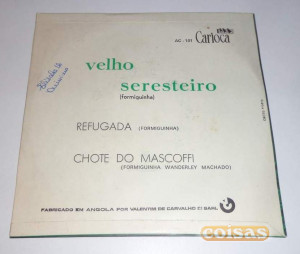 AC-101
Carioca
velho
seresteiro
(formiguinha)
REFUGADA (FORMIGUINHA)
CHOTE DO MASCOFFI
(FORMIGUINHA WANDERLEY MACHADO)
FABRICADO EM ANGOLA POR VALENTIM DE CARVALHO CI SARL
coisas